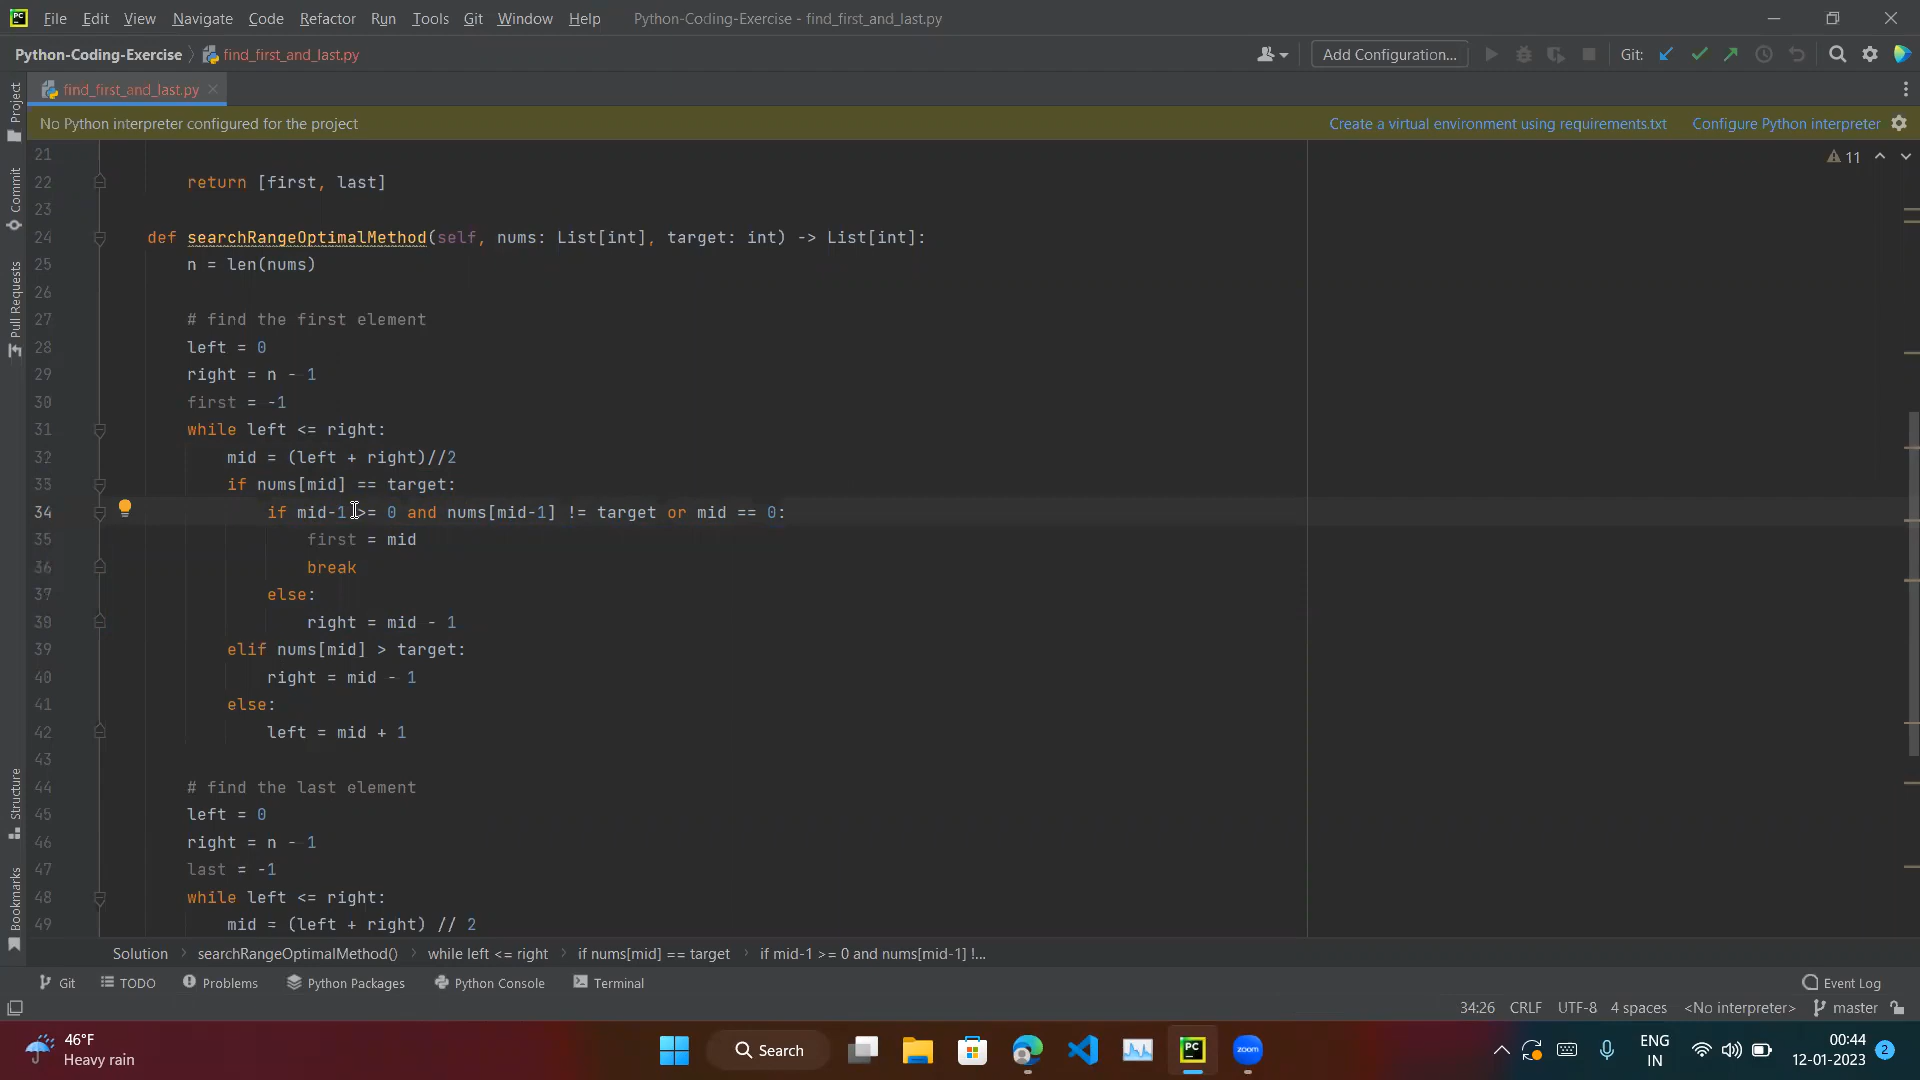 PC File Edit View Navigate Code Refactor Run Tools Git Window Help Python-Coding-Exercise - find_first_and_last.py
Python-Coding-Exercise find_first_and_last.py Add Configuration... Git:
find_first_and_last.py
No Python interpreter configured for the project Create a virtual environment using requirements.txt Configure Python interpreter
Project
Commit
Pull Requests
Structure
Bookmarks
11
21
22 return [first, last]
23
24 def searchRangeOptimalMethod(self, nums: List[int], target: int) -> List[int]:
25 n = len(nums)
26
27 # find the first element
28 left = 0
29 right = n - 1
30 first = -1
31 while left <= right:
32 mid = (left + right)//2
33 if nums[mid] == target:
34 if mid-1 >= 0 and nums[mid-1] != target or mid == 0:
35 first = mid
36 break
37 else:
38 right = mid - 1
39 elif nums[mid] > target:
40 right = mid - 1
41 else:
42 left = mid + 1
43
44 # find the last element
45 left = 0
46 right = n - 1
47 last = -1
48 while left <= right:
49 mid = (left + right) // 2
Solution searchRangeOptimalMethod() while left <= right if nums[mid] == target if mid-1 >= 0 and nums[mid-1] !...
Git TODO Problems Python Packages Python Console Terminal Event Log
34:26 CRLF UTF-8 4 spaces <No interpreter> master
46°F
Heavy rain
Search
PC
zoom
ENG
IN
00:44
12-01-2023
2